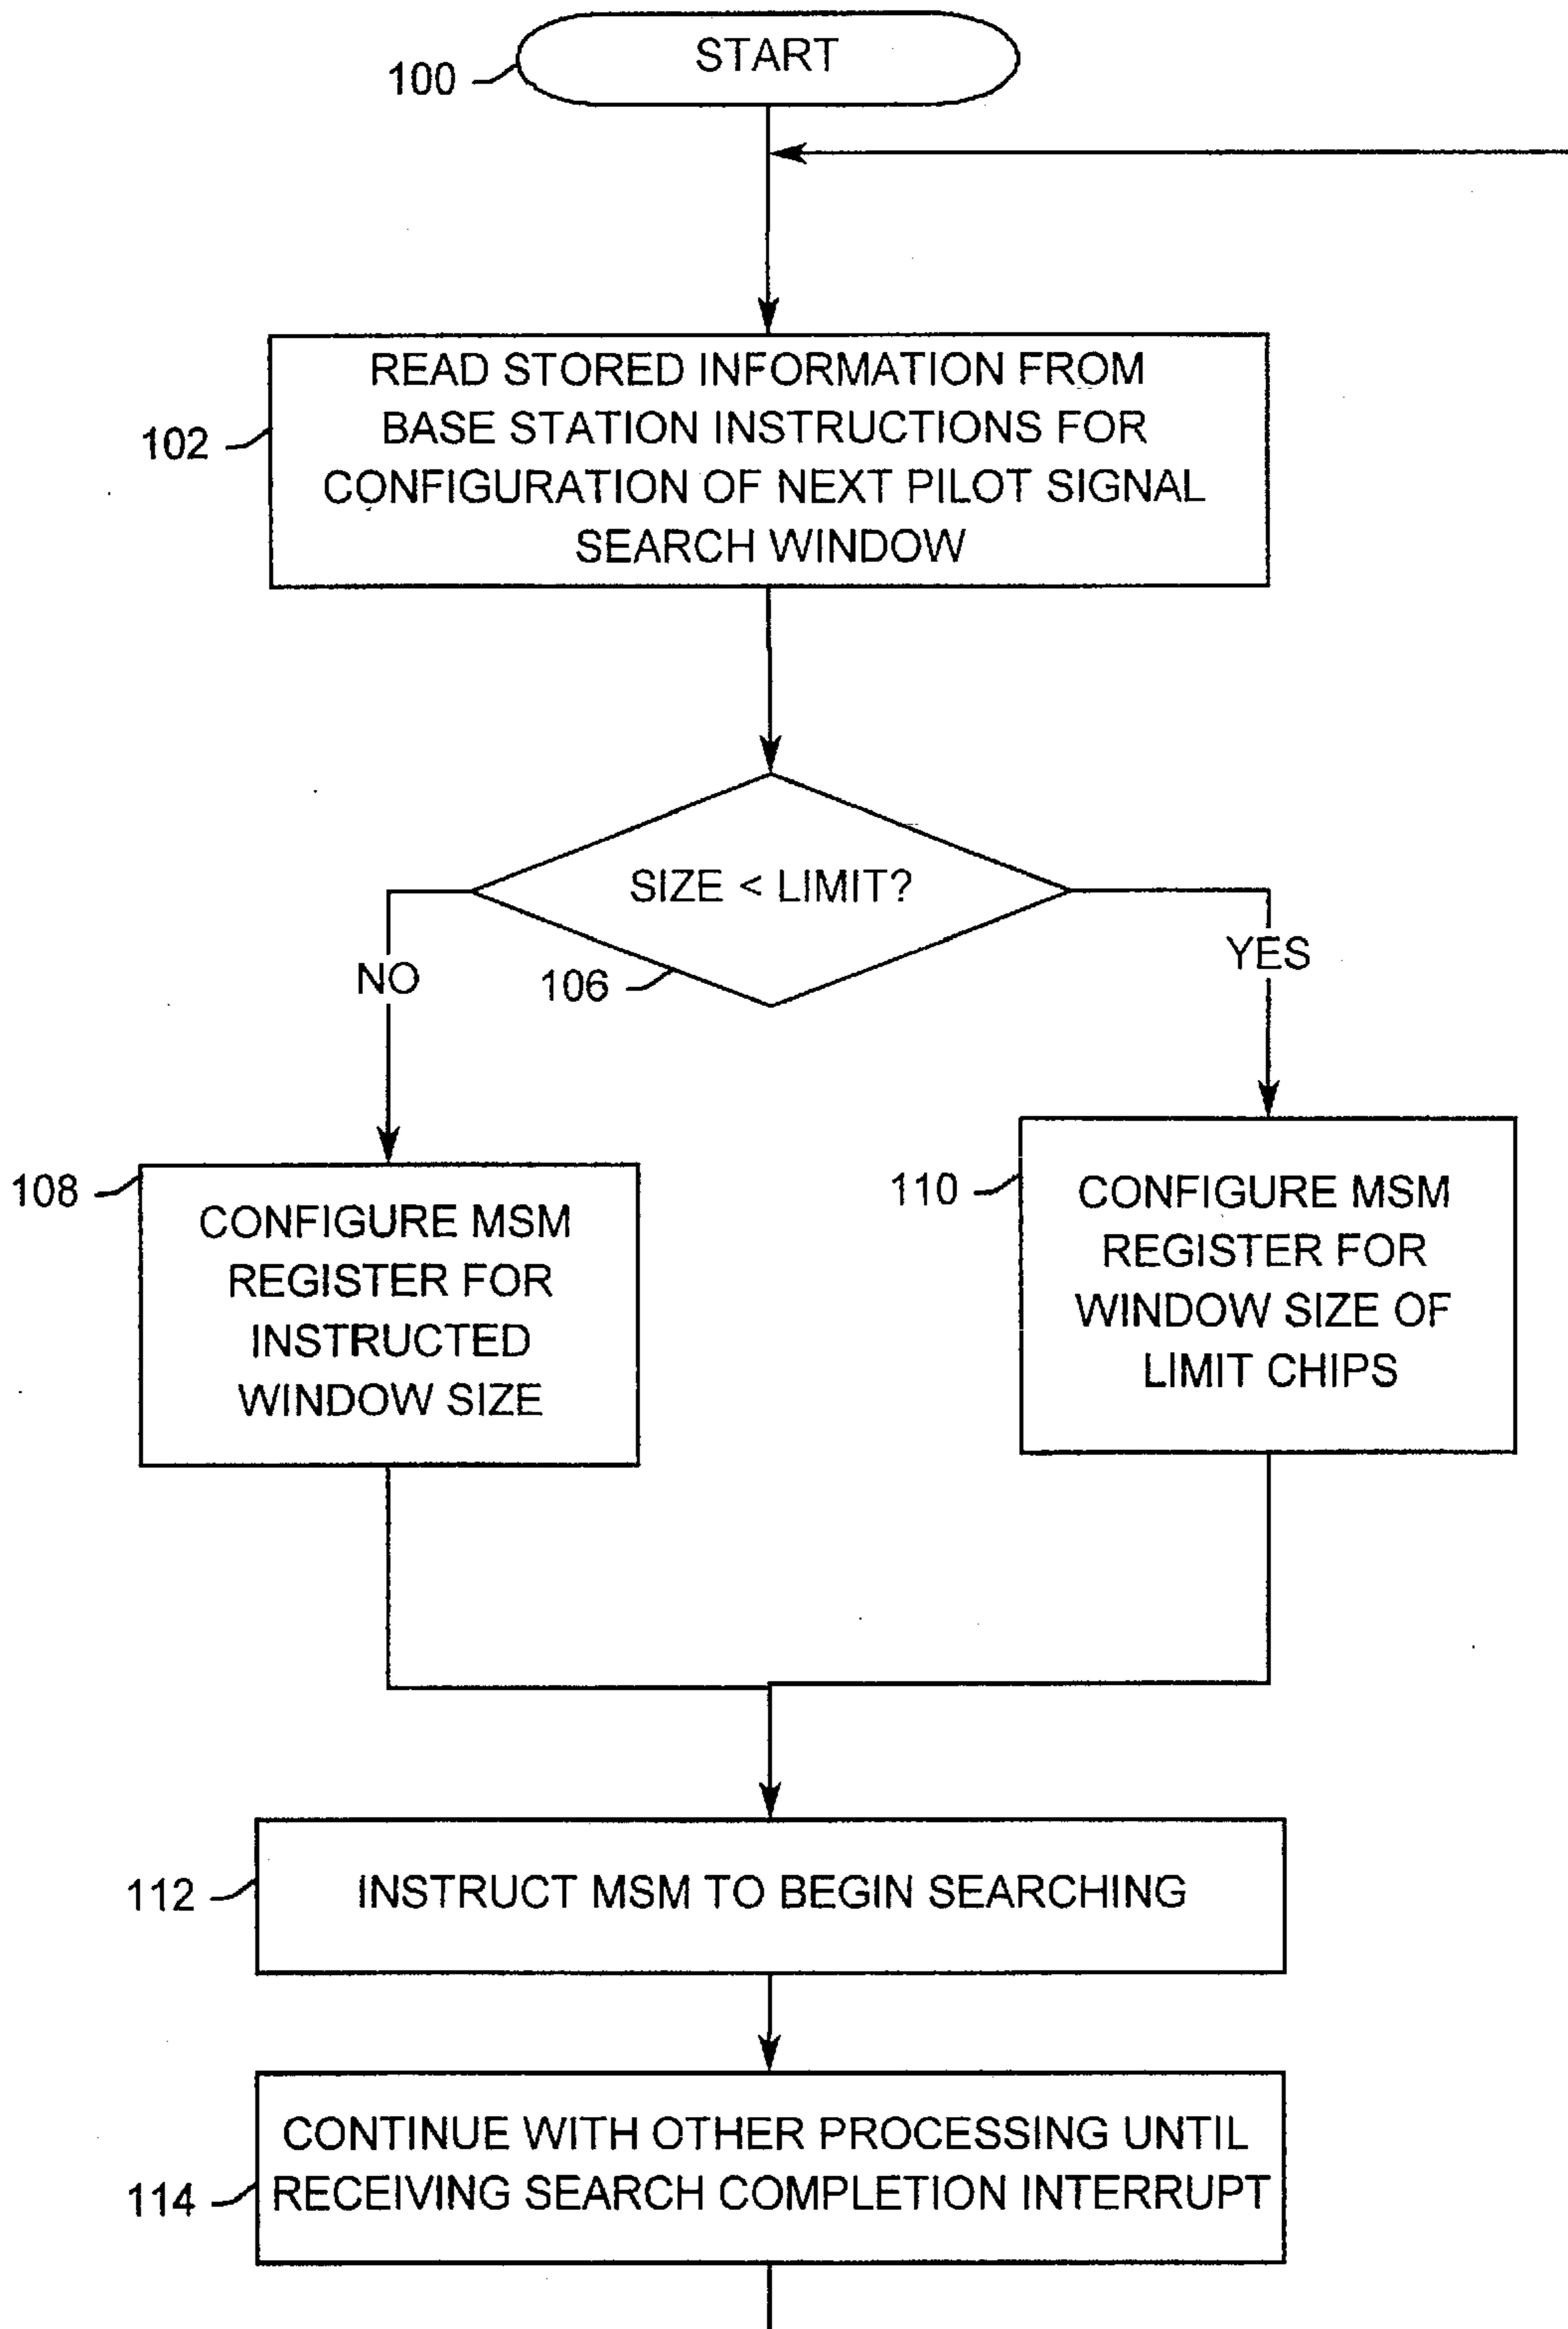 START
100
READ STORED INFORMATION FROM
BASE STATION INSTRUCTIONS FOR
CONFIGURATION OF NEXT PILOT SIGNAL
SEARCH WINDOW
102
SIZE < LIMIT?
106
NO
YES
108
CONFIGURE MSM
REGISTER FOR
INSTRUCTED
WINDOW SIZE
110
CONFIGURE MSM
REGISTER FOR
WINDOW SIZE OF
LIMIT CHIPS
112
INSTRUCT MSM TO BEGIN SEARCHING
CONTINUE WITH OTHER PROCESSING UNTIL
RECEIVING SEARCH COMPLETION INTERRUPT
114